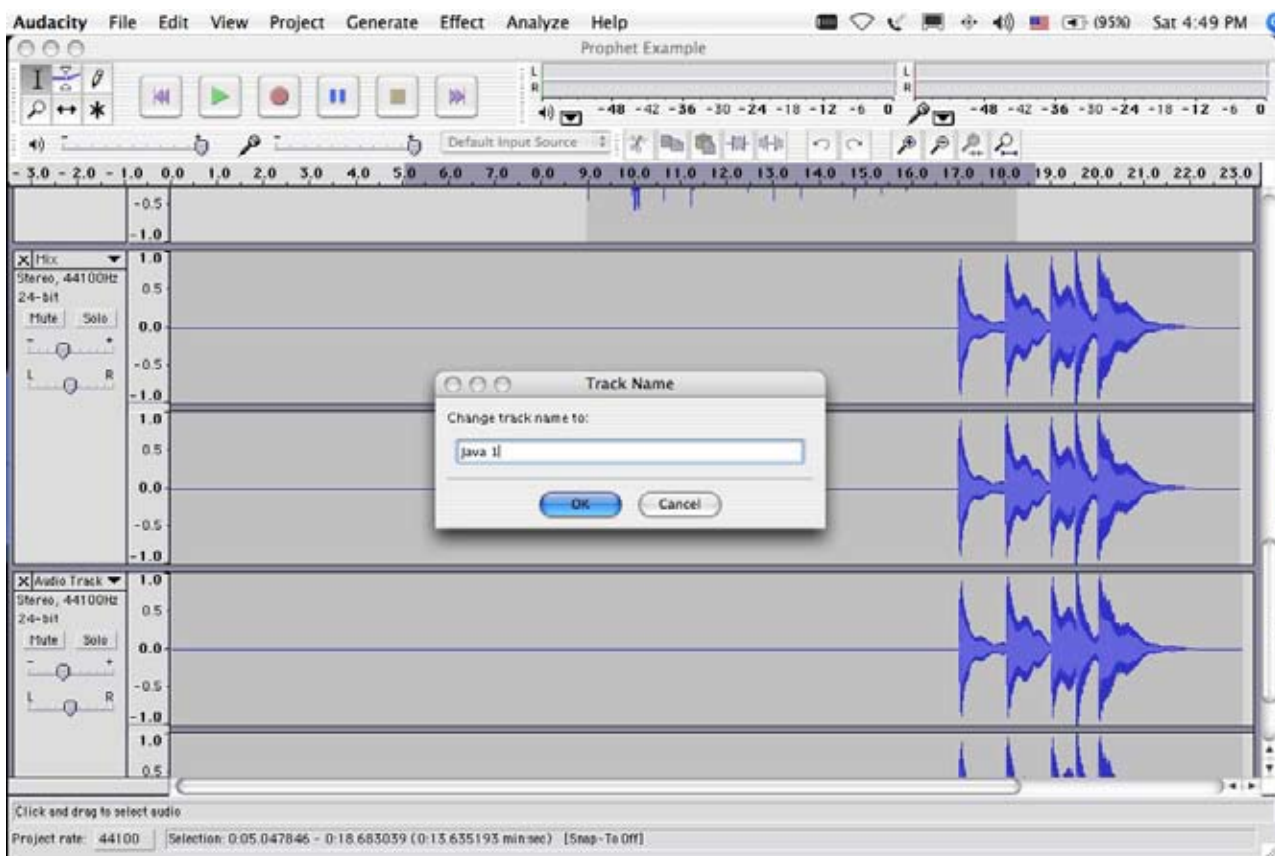 Audacity File Edit View Project Generate Effect Analyze Help (95%) Sat 4:49 PM
Prophet Example
L
R
-48 -42 -36 -30 -24 -18 -12 -6 0
L
R
-48 -42 -36 -30 -24 -18 -12 -6 0
Default Input Source
- 3.0 - 2.0 - 1.0 0.0 1.0 2.0 3.0 4.0 5.0 6.0 7.0 8.0 9.0 10.0 11.0 12.0 13.0 14.0 15.0 16.0 17.0 18.0 19.0 20.0 21.0 22.0 23.0
-0.5
-1.0
X Mix
Stereo, 44100Hz
24-bit
Mute Solo
- +
L R
1.0
0.5
0.0
-0.5
-1.0
1.0
0.5
0.0
-0.5
-1.0
Track Name
Change track name to:
Java 1
OK Cancel
X Audio Track
Stereo, 44100Hz
24-bit
Mute Solo
- +
L R
1.0
0.5
0.0
-0.5
-1.0
1.0
0.5
Click and drag to select audio
Project rate: 44100 Selection: 0:05.047846 - 0:18.683039 (0:13.635193 min:sec) [Snap-To Off]